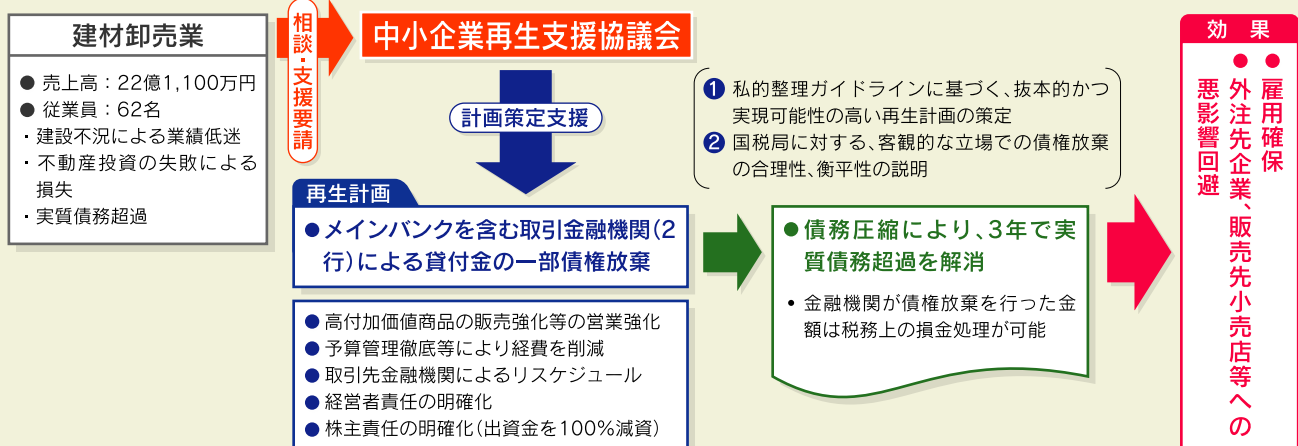 建材卸売業
● 売上高：22億1,100万円
● 従業員：62名
・建設不況による業績低迷
・不動産投資の失敗による
損失
・実質債務超過
相談・支援要請
中小企業再生支援協議会
計画策定支援
❶ 私的整理ガイドラインに基づく、抜本的かつ
実現可能性の高い再生計画の策定
❷ 国税局に対する、客観的な立場での債権放棄
の合理性、衡平性の説明
再生計画
●メインバンクを含む取引金融機関（2
行）による貸付金の一部債権放棄
● 高付加価値商品の販売強化等の営業強化
● 予算管理徹底等により経費を削減
● 取引先金融機関によるリスケジュール
● 経営者責任の明確化
● 株主責任の明確化（出資金を100％減資）
●債務圧縮により、3年で実
質債務超過を解消
• 金融機関が債権放棄を行った金
額は税務上の損金処理が可能
効　果
●雇用確保
●外注先企業、販売先小売店等への
悪影響回避